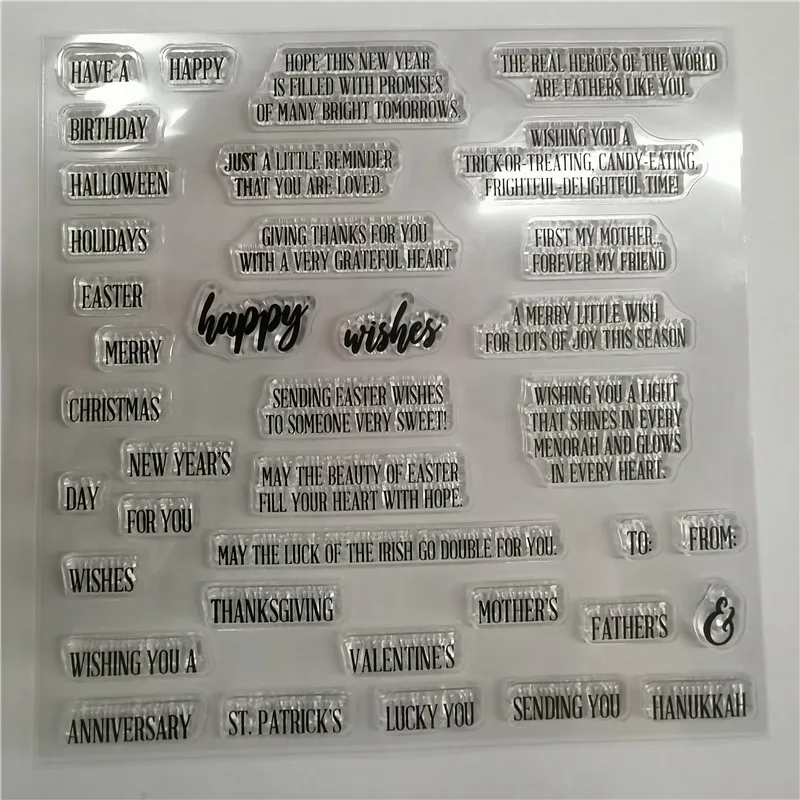 HAVE A
HAPPY
HOPE THIS NEW YEAR
IS FILLED WITH PROMISES
OF MANY BRIGHT TOMORROWS.
THE REAL HEROES OF THE WORLD
ARE FATHERS LIKE YOU.
BIRTHDAY
JUST A LITTLE REMINDER
THAT YOU ARE LOVED.
WISHING YOU A
TRICK-OR-TREATING, CANDY-EATING,
FRIGHTFUL-DELIGHTFUL TIME!
HALLOWEEN
HOLIDAYS
GIVING THANKS FOR YOU
WITH A VERY GRATEFUL HEART
FIRST MY MOTHER..
FOREVER MY FRIEND
EASTER
happy
wishes
A MERRY LITTLE WISH
FOR LOTS OF JOY THIS SEASON
MERRY
CHRISTMAS
SENDING EASTER WISHES
TO SOMEONE VERY SWEET!
WISHING YOU A LIGHT
THAT SHINES IN EVERY
MENORAH AND GLOWS
IN EVERY HEART.
NEW YEAR'S
MAY THE BEAUTY OF EASTER
FILL YOUR HEART WITH HOPE.
DAY
FOR YOU
MAY THE LUCK OF THE IRISH GO DOUBLE FOR YOU.
TO:
FROM:
WISHES
THANKSGIVING
MOTHER'S
FATHER'S
&
WISHING YOU A
VALENTINE'S
ANNIVERSARY
ST. PATRICK'S
LUCKY YOU
SENDING YOU
HANUKKAH